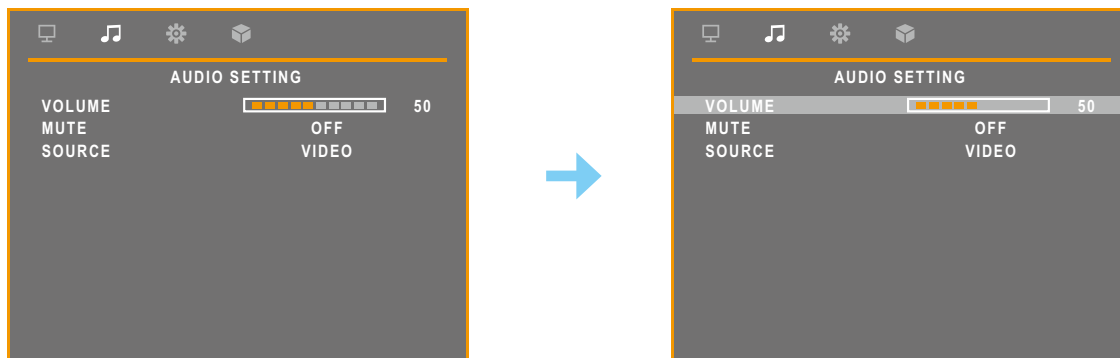 AUDIO SETTING
VOLUME 50
MUTE OFF
SOURCE VIDEO
AUDIO SETTING
VOLUME 50
MUTE OFF
SOURCE VIDEO